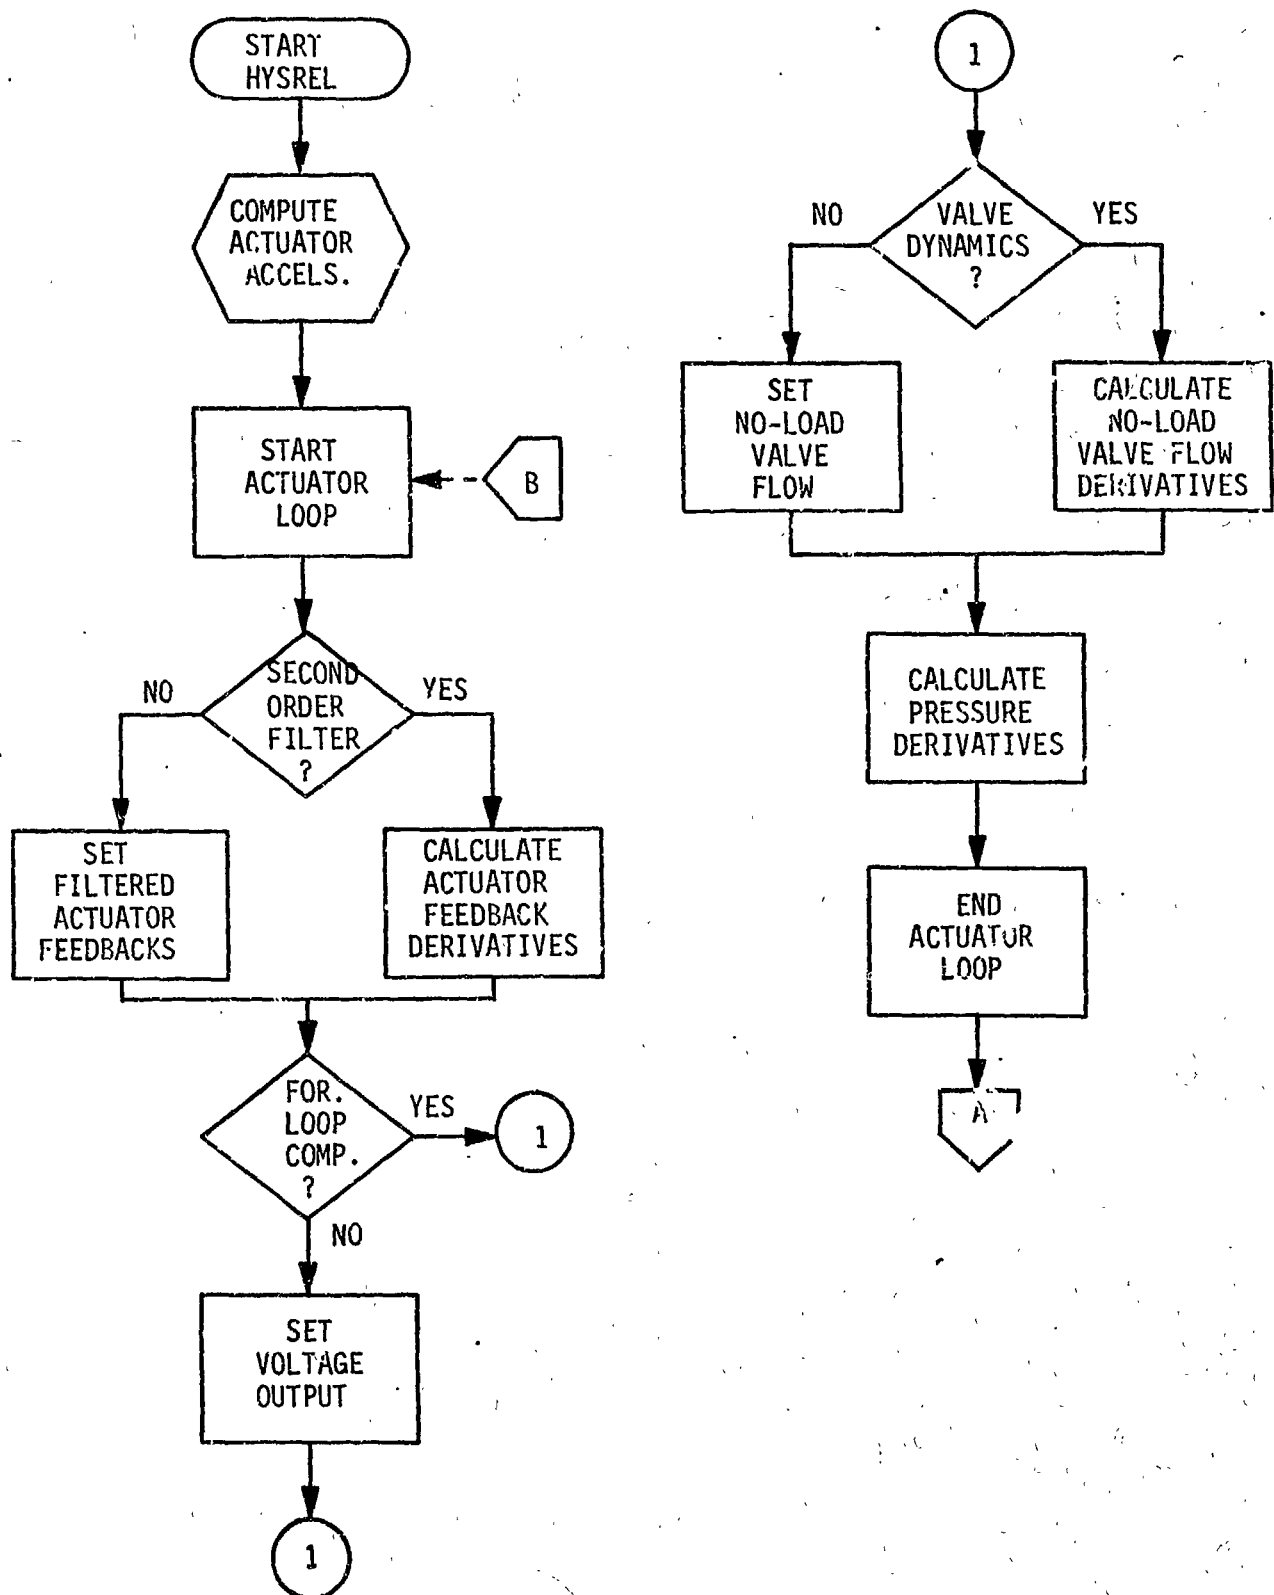 START
HYSREL
COMPUTE
ACTUATOR
ACCELS.
START
ACTUATOR
LOOP
B
SECOND
ORDER
FILTER
?
NO
YES
SET
FILTERED
ACTUATOR
FEEDBACKS
CALCULATE
ACTUATOR
FEEDBACK
DERIVATIVES
FOR.
LOOP
COMP.
?
YES
1
NO
SET
VOLTAGE
OUTPUT
1
1
VALVE
DYNAMICS
?
NO
YES
SET
NO-LOAD
VALVE
FLOW
CALCULATE
NO-LOAD
VALVE FLOW
DERIVATIVES
CALCULATE
PRESSURE
DERIVATIVES
END
ACTUATOR
LOOP
A